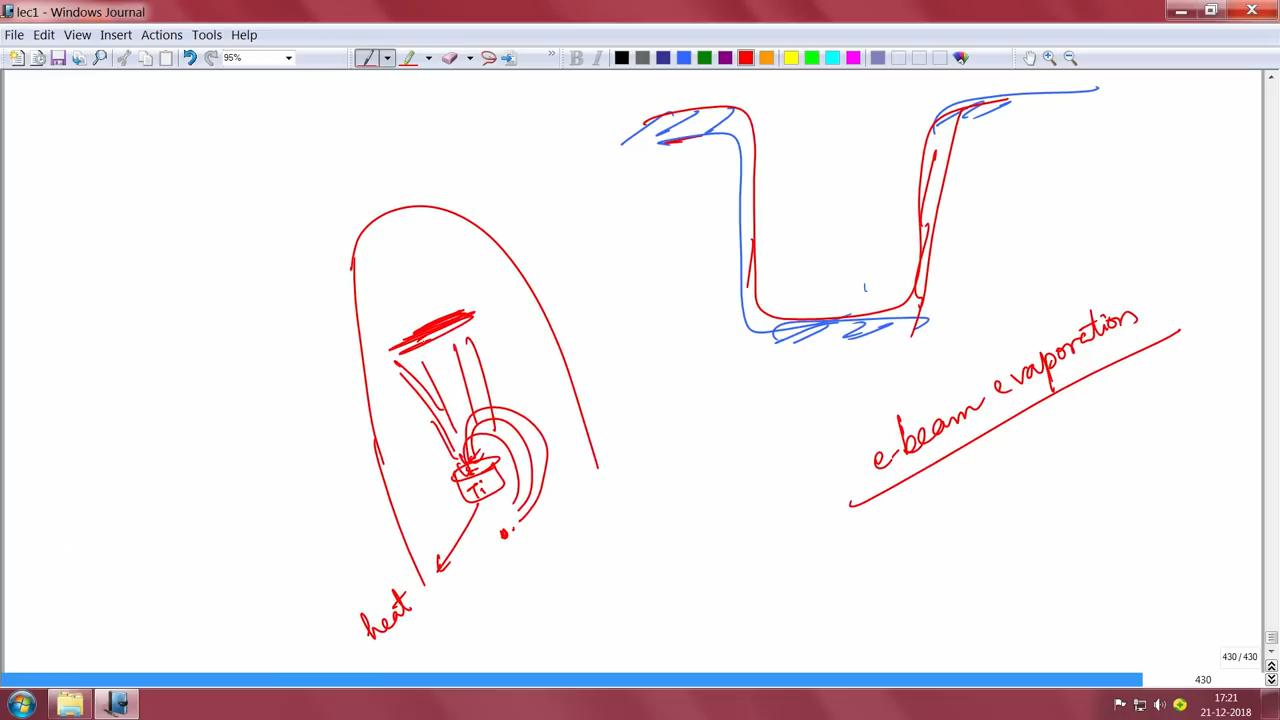 lec1 - Windows Journal
File Edit View Insert Actions Tools Help
95%
B I
e-beam evaporation
Ti
heat
430 / 430
430
17:21
21-12-2018